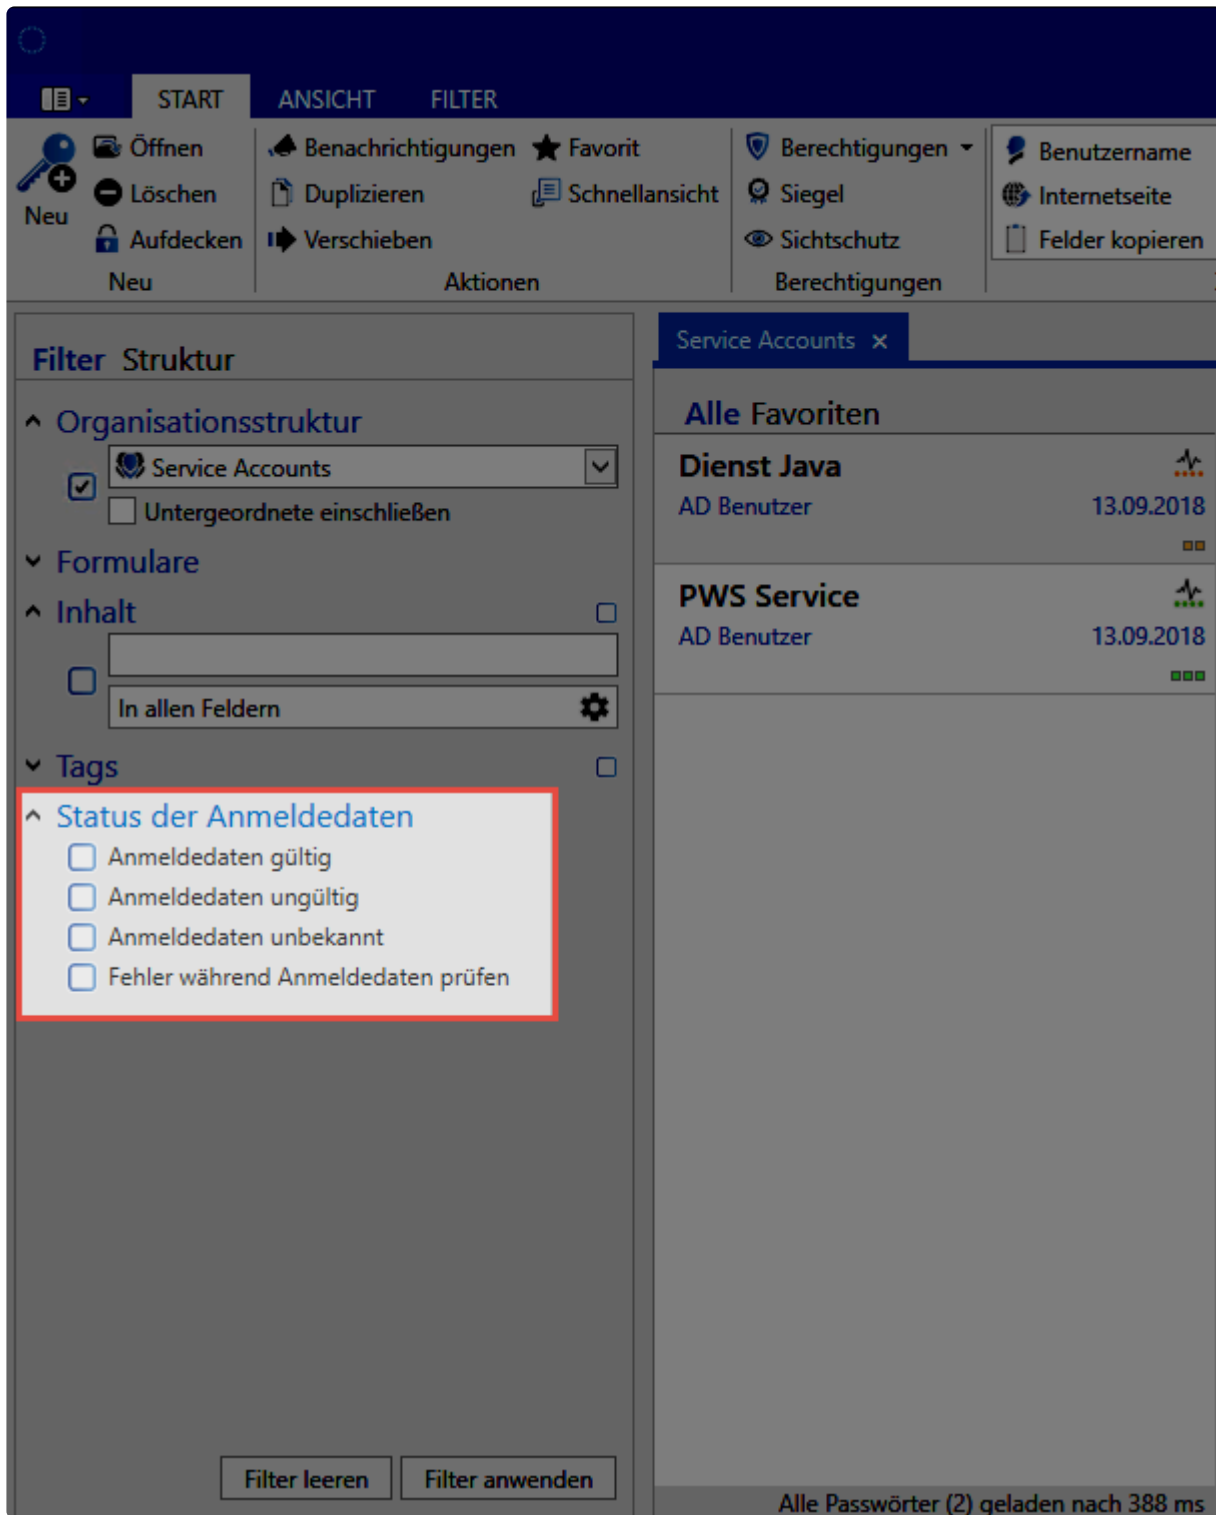 START ANSICHT FILTER
Öffnen Benachrichtigungen Favorit Berechtigungen Benutzername
Löschen Duplizieren Schnellansicht Siegel Internetseite
Neu Aufdecken Verschieben Sichtschutz Felder kopieren
Neu Aktionen Berechtigungen
Filter Struktur
Organisationsstruktur
Service Accounts
Untergeordnete einschließen
Formulare
Inhalt
In allen Feldern
Tags
Status der Anmeldedaten
Anmeldedaten gültig
Anmeldedaten ungültig
Anmeldedaten unbekannt
Fehler während Anmeldedaten prüfen
Filter leeren Filter anwenden
Service Accounts
Alle Favoriten
Dienst Java
AD Benutzer 13.09.2018
PWS Service
AD Benutzer 13.09.2018
Alle Passwörter (2) geladen nach 388 ms